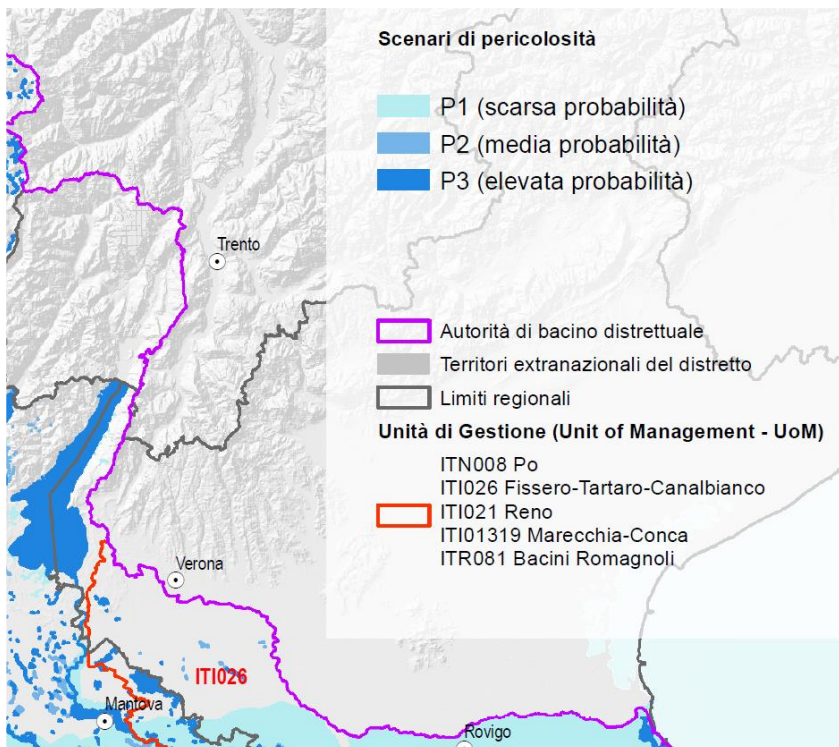 Scenari di pericolosità
P1 (scarsa probabilità)
P2 (media probabilità)
P3 (elevata probabilità)
Trento
Autorità di bacino distrettuale
Territori extranazionali del distretto
Limiti regionali
Unità di Gestione (Unit of Management - UoM)
ITN008 Po
ITI026 Fissero-Tartaro-Canalbianco
ITI021 Reno
ITI01319 Marecchia-Conca
ITR081 Bacini Romagnoli
Verona
ITI026
Mantova
Rovigo